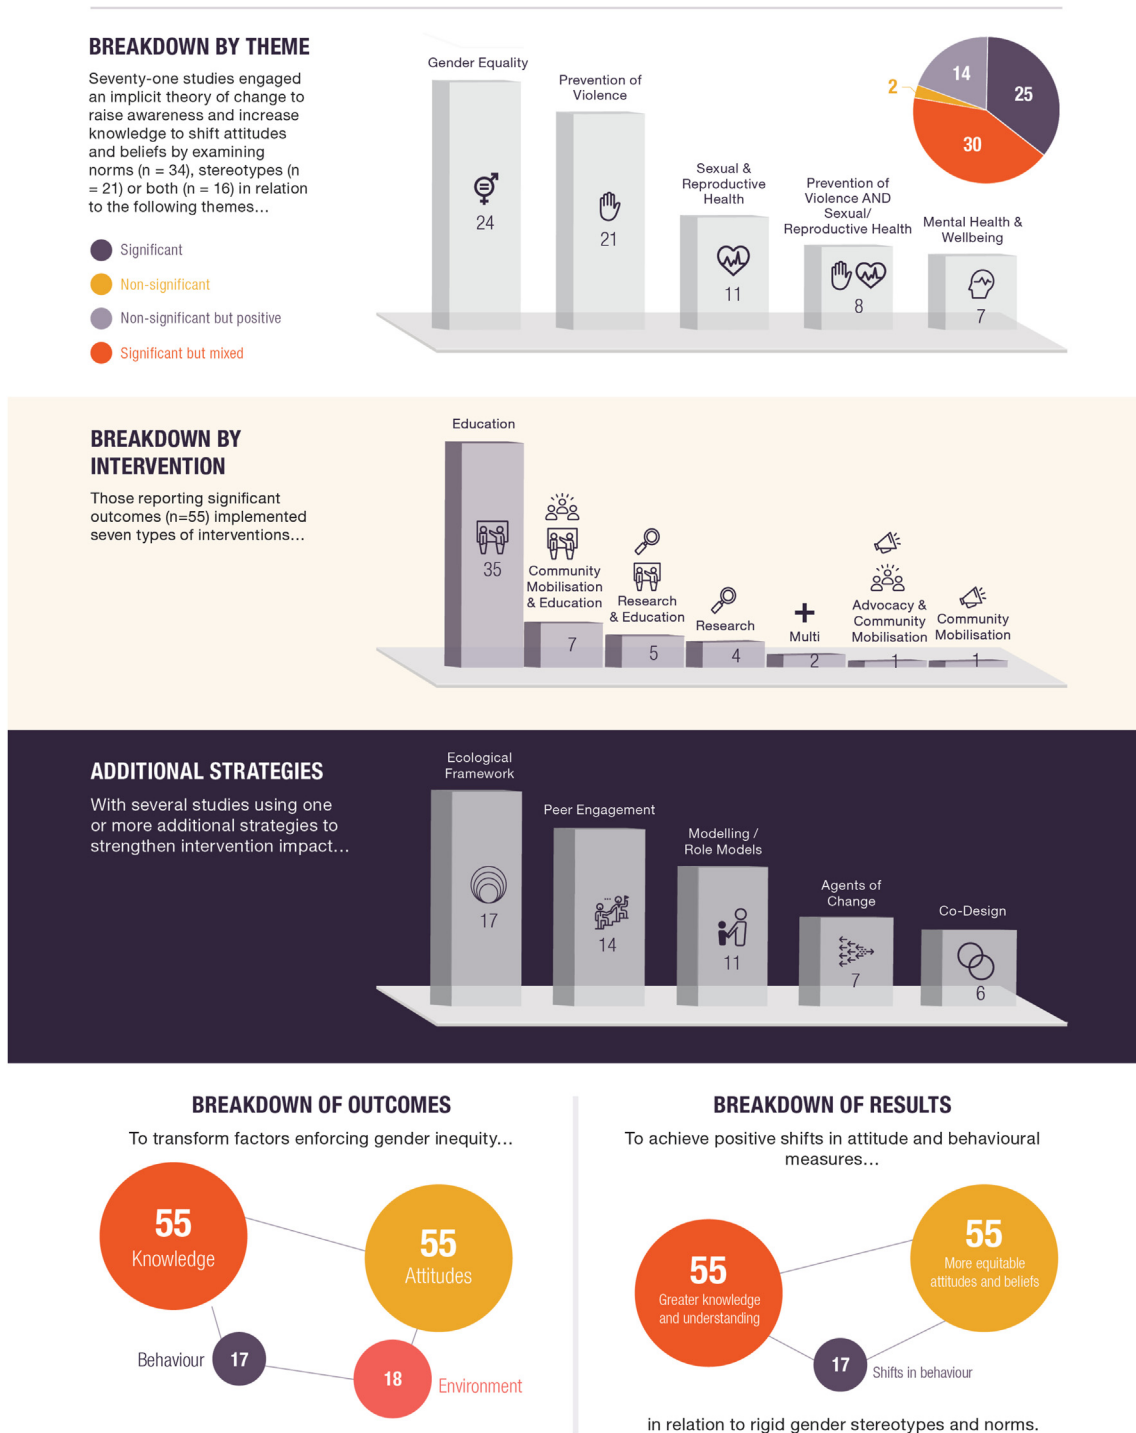 BREAKDOWN BY THEME
Seventy-one studies engaged
an implicit theory of change to
raise awareness and increase
knowledge to shift attitudes
and beliefs by examining
norms (n = 34), stereotypes (n
= 21) or both (n = 16) in relation
to the following themes...
Significant
Non-significant
Non-significant but positive
Significant but mixed
Gender Equality
24
Prevention of
Violence
21
Sexual &
Reproductive
Health
11
Prevention of
Violence AND
Sexual/
Reproductive Health
8
Mental Health &
Wellbeing
7
14
25
2
30
BREAKDOWN BY
INTERVENTION
Those reporting significant
outcomes (n=55) implemented
seven types of interventions...
Education
35
Community
Mobilisation
& Education
7
Research
& Education
5
Research
4
Multi
2
Advocacy &
Community
Mobilisation
1
Community
Mobilisation
1
ADDITIONAL STRATEGIES
With several studies using one
or more additional strategies to
strengthen intervention impact...
Ecological
Framework
17
Peer Engagement
14
Modelling /
Role Models
11
Agents of
Change
7
Co-Design
6
BREAKDOWN OF OUTCOMES
To transform factors enforcing gender inequity...
55
Knowledge
55
Attitudes
Behaviour
17
18
Environment
BREAKDOWN OF RESULTS
To achieve positive shifts in attitude and behavioural
measures...
55
Greater knowledge
and understanding
55
More equitable
attitudes and beliefs
17
Shifts in behaviour
in relation to rigid gender stereotypes and norms.